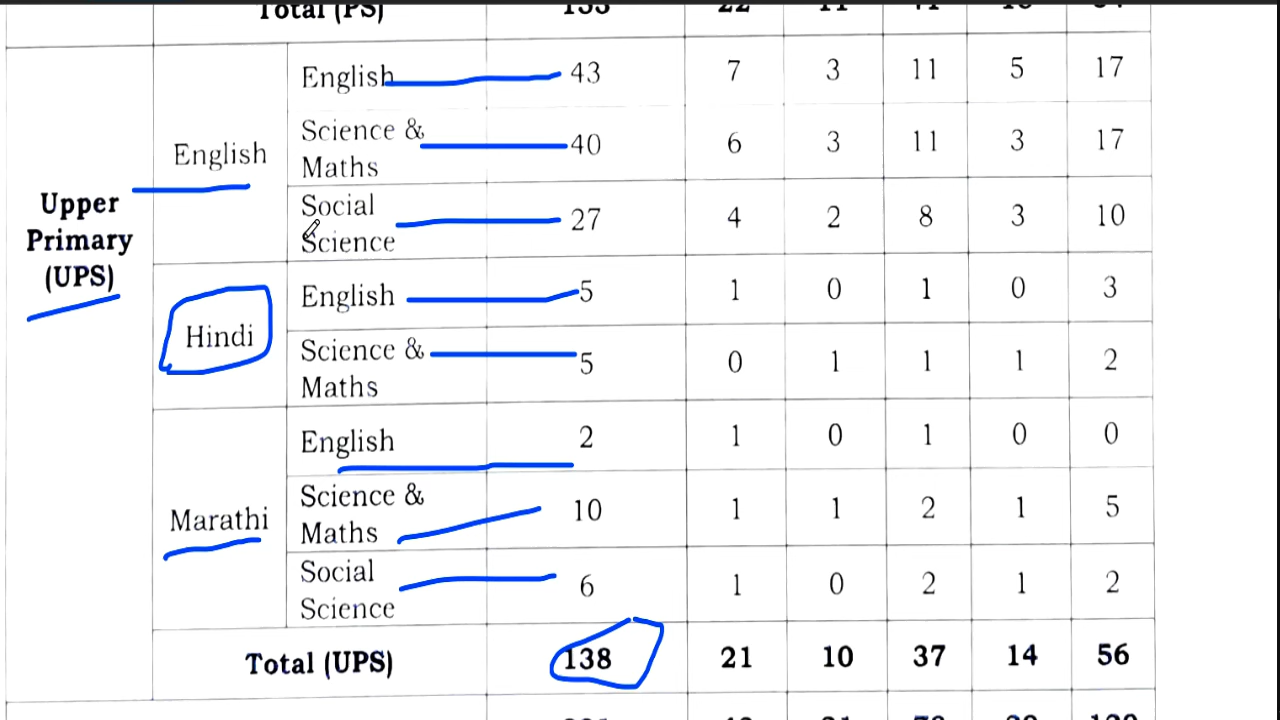 Total (PS)
English 43 7 3 11 5 17
Science &
Maths
40 6 3 11 3 17
English
Social
Science
27 4 2 8 3 10
Upper
Primary
(UPS)
English 5 1 0 1 0 3
Hindi
Science &
Maths
5 0 1 1 1 2
English 2 1 0 1 0 0
Science &
Maths
10 1 1 2 1 5
Marathi
Social
Science
6 1 0 2 1 2
Total (UPS) 138 21 10 37 14 56